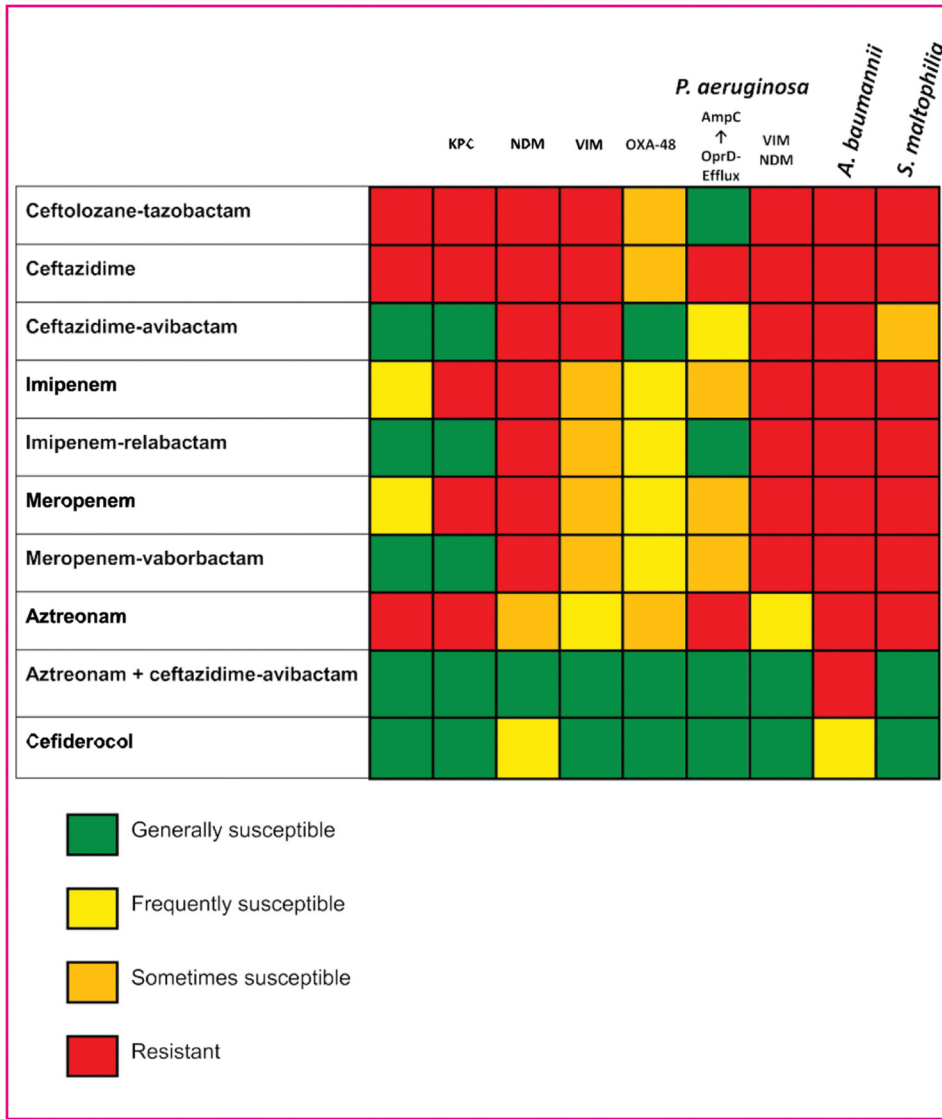 P. aeruginosa
A. baumannii
S. maltophilia
KPC
NDM
VIM
OXA-48
AmpC
↑
OprD-
Efflux
VIM
NDM
Ceftolozane-tazobactam
Ceftazidime
Ceftazidime-avibactam
Imipenem
Imipenem-relabactam
Meropenem
Meropenem-vaborbactam
Aztreonam
Aztreonam + ceftazidime-avibactam
Cefiderocol
Generally susceptible
Frequently susceptible
Sometimes susceptible
Resistant